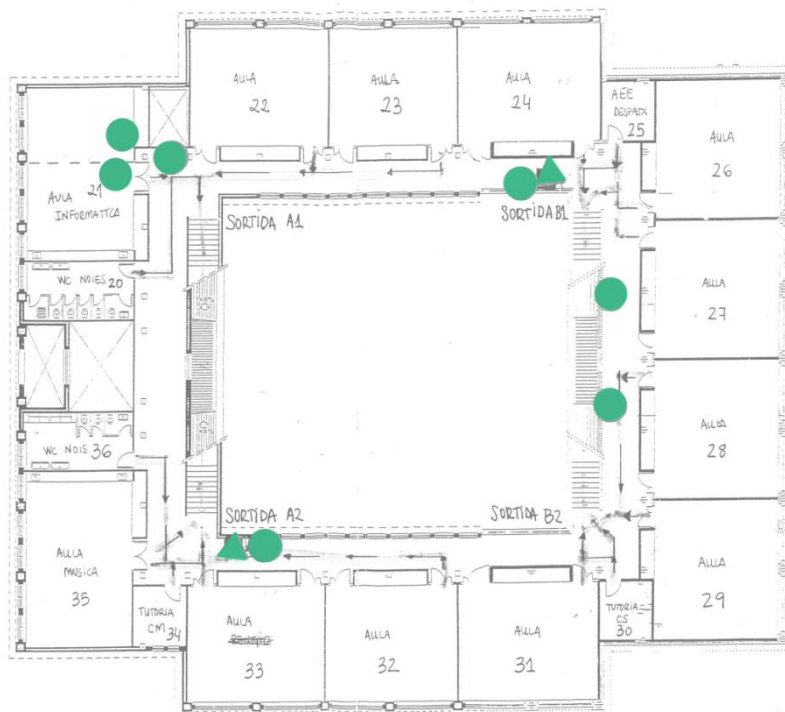 AULA
22
AULA
23
AULA
24
AEE
DESPATX
25
AULA
26
21
AULA
INFORMATICA
SORTIDA A1
SORTIDA B1
WC NOIES 20
AULA
27
AULA
28
WC NOIS 36
SORTIDA A2
SORTIDA B2
AULA
MUSICA
35
TUTORIA
CM 34
AULA
33
AULA
32
AULA
31
TUTORIA
CS
30
AULA
29